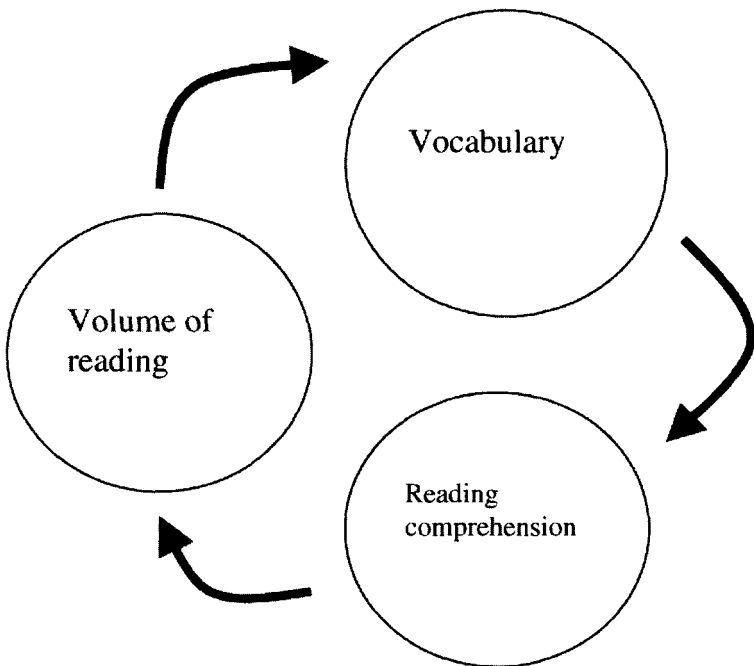 Vocabulary
Volume of
reading
Reading
comprehension